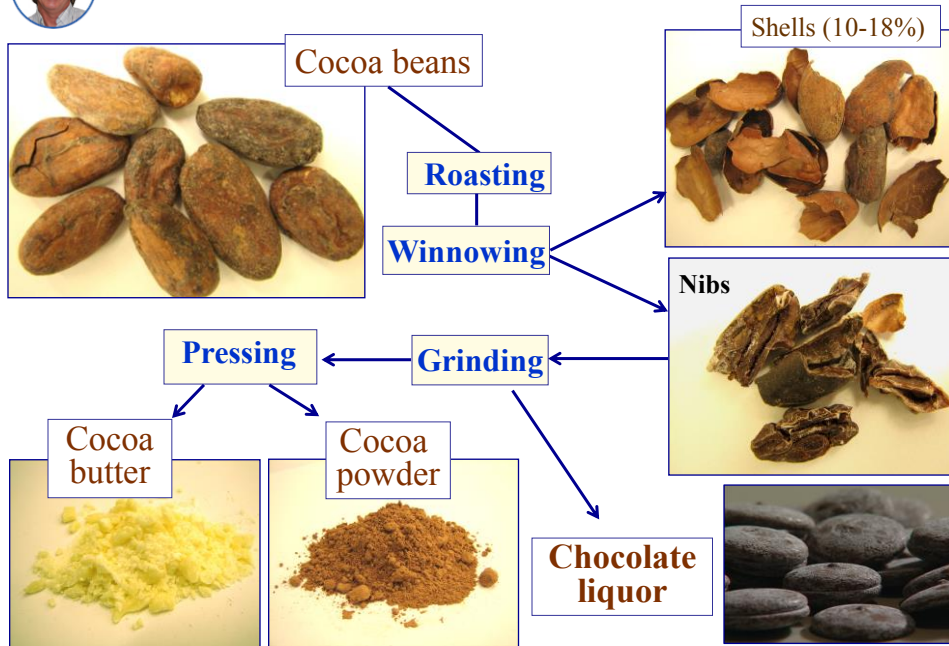 Shells (10-18%)
Cocoa beans
Roasting
Winnowing
Nibs
Pressing
Grinding
Cocoa
butter
Cocoa
powder
Chocolate
liquor